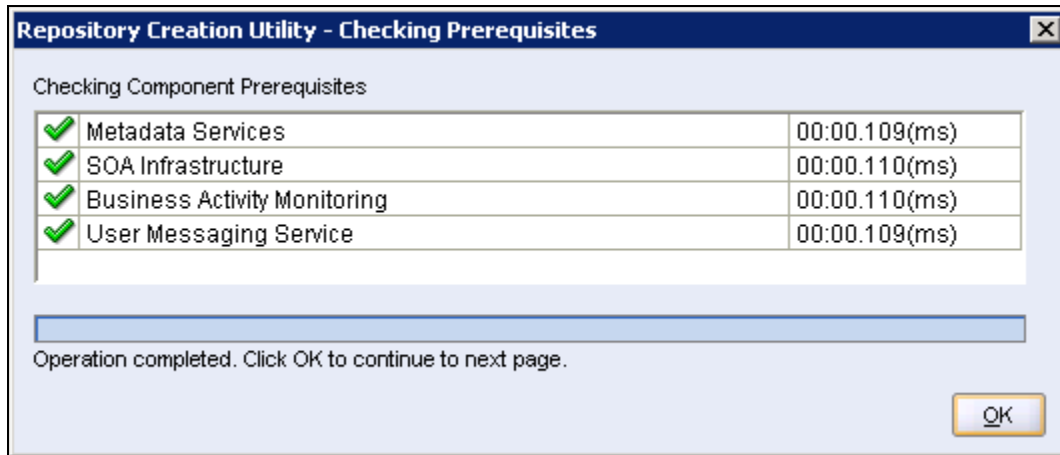 Repository Creation Utility - Checking Prerequisites
Checking Component Prerequisites
Metadata Services 00:00.109(ms)
SOA Infrastructure 00:00.110(ms)
Business Activity Monitoring 00:00.110(ms)
User Messaging Service 00:00.109(ms)
Operation completed. Click OK to continue to next page.
OK